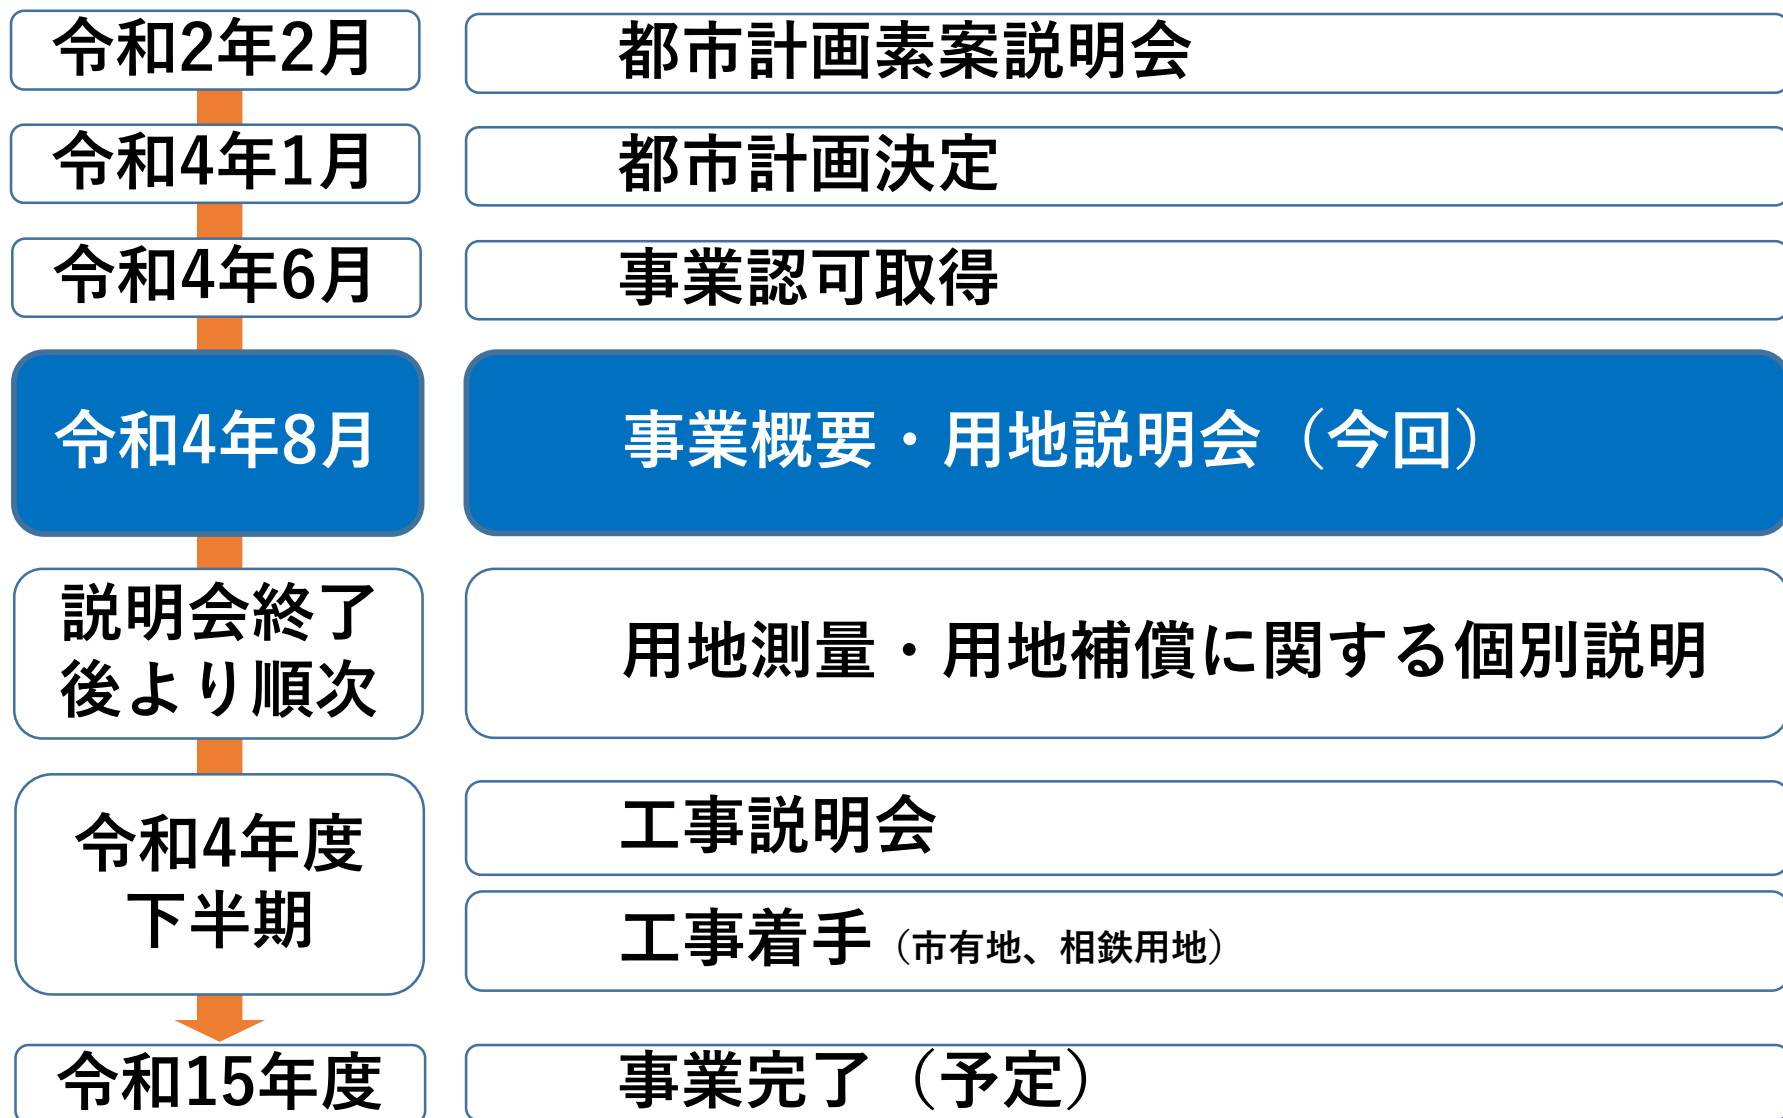 令和2年2月
都市計画素案説明会
令和4年1月
都市計画決定
令和4年6月
事業認可取得
令和4年8月
事業概要・用地説明会（今回）
説明会終了
後より順次
用地測量・用地補償に関する個別説明
令和4年度
下半期
工事説明会
工事着手（市有地、相鉄用地）
令和15年度
事業完了（予定）